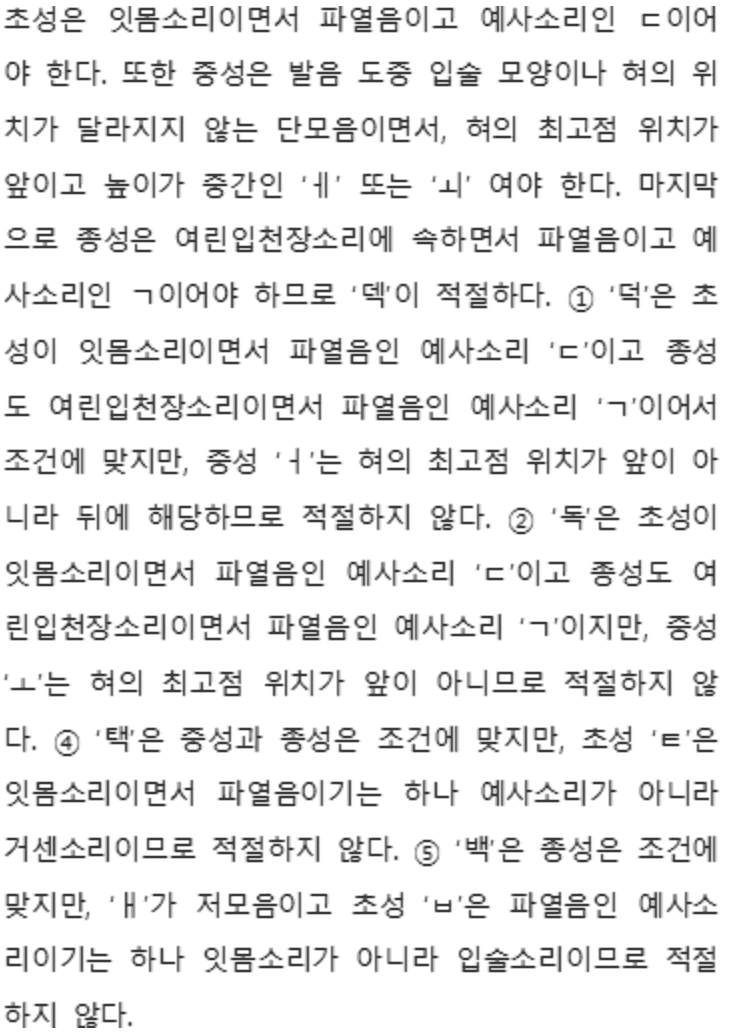 초성은 잇몸소리이면서 파열음이고 예사소리인 ㄷ이어
야 한다. 또한 중성은 발음 도중 입술 모양이나 혀의 위
치가 달라지지 않는 단모음이면서, 혀의 최고점 위치가
앞이고 높이가 중간인 ‘ㅔ’ 또는 ‘ㅚ’ 여야 한다. 마지막
으로 종성은 여린입천장소리에 속하면서 파열음이고 예
사소리인 ㄱ이어야 하므로 ‘덱’이 적절하다. ① ‘덕’은 초
성이 잇몸소리이면서 파열음인 예사소리 ‘ㄷ’이고 종성
도 여린입천장소리이면서 파열음인 예사소리 ‘ㄱ’이어서
조건에 맞지만, 중성 ‘ㅓ’는 혀의 최고점 위치가 앞이 아
니라 뒤에 해당하므로 적절하지 않다. ② ‘독’은 초성이
잇몸소리이면서 파열음인 예사소리 ‘ㄷ’이고 종성도 여
린입천장소리이면서 파열음인 예사소리 ‘ㄱ’이지만, 중성
‘ㅗ’는 혀의 최고점 위치가 앞이 아니므로 적절하지 않
다. ④ ‘택’은 중성과 종성은 조건에 맞지만, 초성 ‘ㅌ’은
잇몸소리이면서 파열음이기는 하나 예사소리가 아니라
거센소리이므로 적절하지 않다. ⑤ ‘백’은 종성은 조건에
맞지만, ‘ㅐ’가 저모음이고 초성 ‘ㅂ’은 파열음인 예사소
리이기는 하나 잇몸소리가 아니라 입술소리이므로 적절
하지 않다.